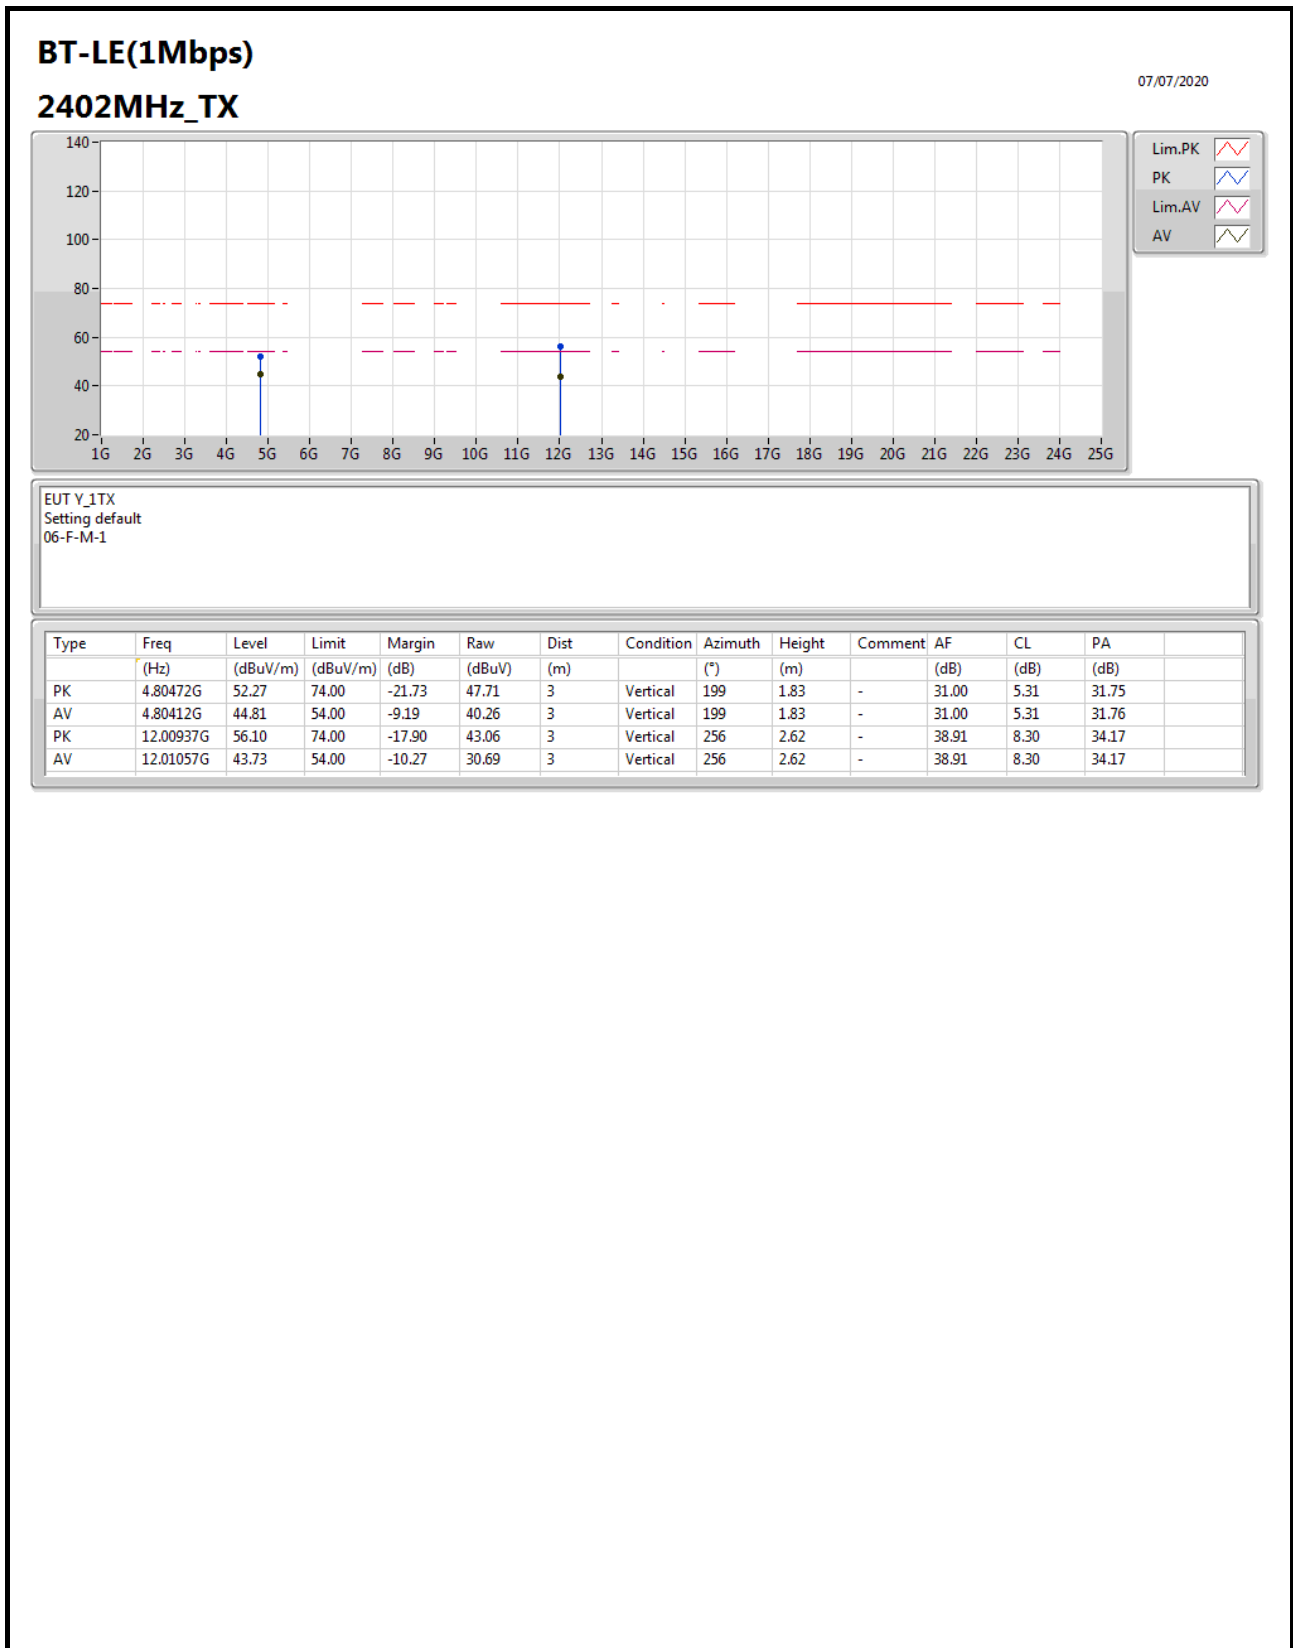 BT-LE(1Mbps)
07/07/2020
2402MHz_TX
Lim.PK
PK
Lim.AV
AV
140
120
100
80
60
40
20
1G 2G 3G 4G 5G 6G 7G 8G 9G 10G 11G 12G 13G 14G 15G 16G 17G 18G 19G 20G 21G 22G 23G 24G 25G
EUT Y_1TX
Setting default
06-F-M-1
Type Freq Level Limit Margin Raw Dist Condition Azimuth Height Comment AF CL PA
(Hz) (dBuV/m) (dBuV/m) (dB) (dBuV) (m) (°) (m) (dB) (dB) (dB)
PK 4.80472G 52.27 74.00 -21.73 47.71 3 Vertical 199 1.83 - 31.00 5.31 31.75
AV 4.80412G 44.81 54.00 -9.19 40.26 3 Vertical 199 1.83 - 31.00 5.31 31.76
PK 12.00937G 56.10 74.00 -17.90 43.06 3 Vertical 256 2.62 - 38.91 8.30 34.17
AV 12.01057G 43.73 54.00 -10.27 30.69 3 Vertical 256 2.62 - 38.91 8.30 34.17